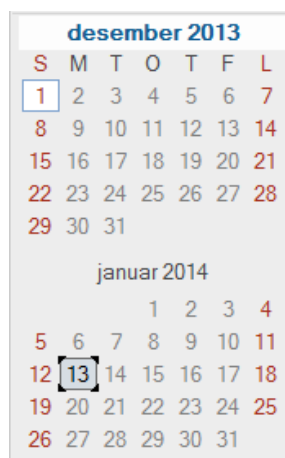 desember 2013
S M T O T F L
1 2 3 4 5 6 7
8 9 10 11 12 13 14
15 16 17 18 19 20 21
22 23 24 25 26 27 28
29 30 31
januar 2014
1 2 3 4
5 6 7 8 9 10 11
12 13 14 15 16 17 18
19 20 21 22 23 24 25
26 27 28 29 30 31